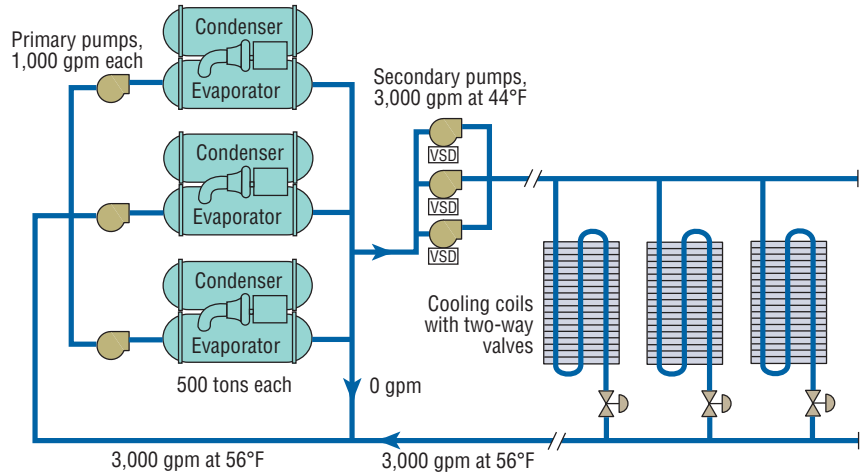 Primary pumps,
1,000 gpm each
Condenser
Evaporator
Condenser
Evaporator
Condenser
Evaporator
500 tons each
0 gpm
Secondary pumps,
3,000 gpm at 44°F
VSD
VSD
VSD
Cooling coils
with two-way
valves
3,000 gpm at 56°F
3,000 gpm at 56°F